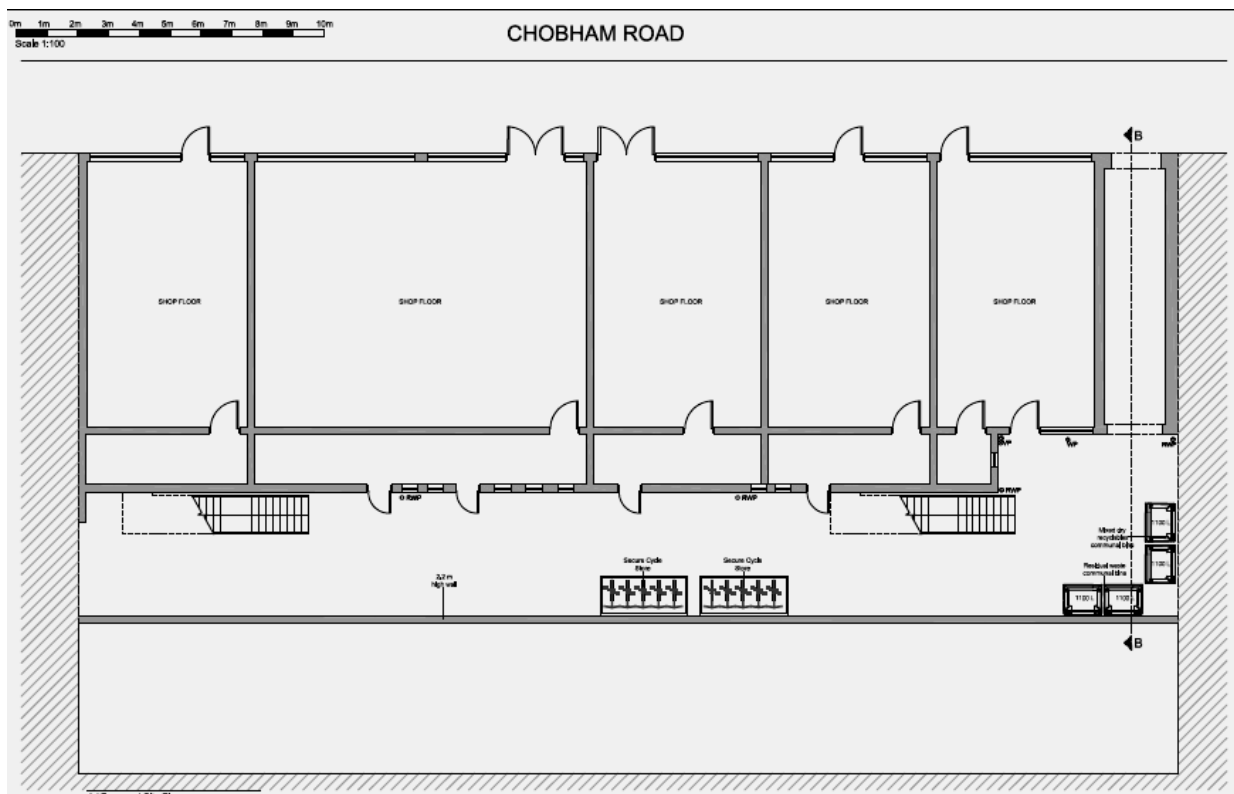 0m 1m 2m 3m 4m 5m 6m 7m 8m 9m 10m
Scale 1:100
CHOBHAM ROAD
B
SHOP FLOOR
SHOP FLOOR
SHOP FLOOR
SHOP FLOOR
SHOP FLOOR
RWP
RWP
RWP
RWP
Mixed dry
recyclables
communal bins
1100 L
1100 L
Residual waste
communal bins
1100 L
1100 L
Secure Cycle
Store
Secure Cycle
Store
2.2 m
high wall
B